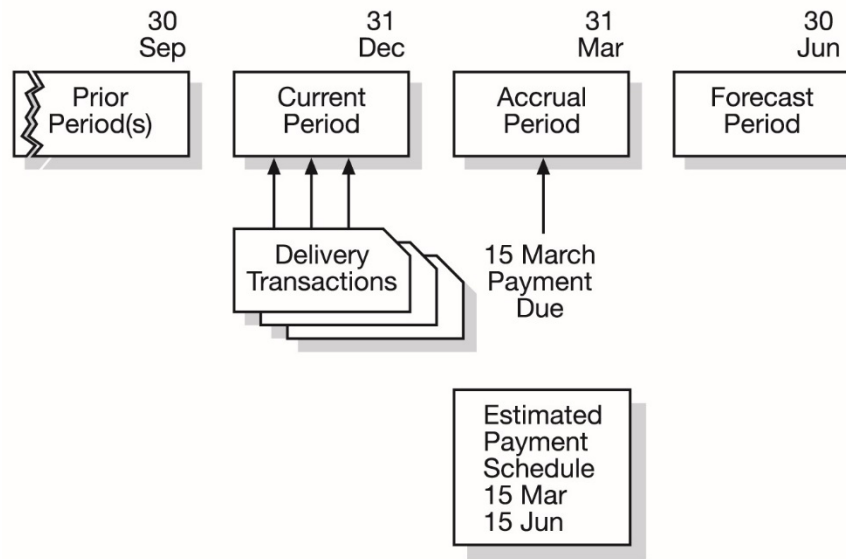 30
Sep
31
Dec
31
Mar
30
Jun
Prior
Period(s)
Current
Period
Accrual
Period
Forecast
Period
Delivery
Transactions
15 March
Payment
Due
Estimated
Payment
Schedule
15 Mar
15 Jun